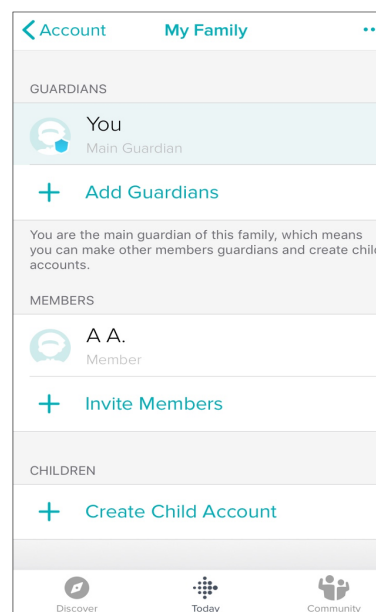 Account My Family
GUARDIANS
You
Main Guardian
+ Add Guardians
You are the main guardian of this family, which means
you can make other members guardians and create child
accounts.
MEMBERS
A A.
Member
+ Invite Members
CHILDREN
+ Create Child Account
Discover Today Community